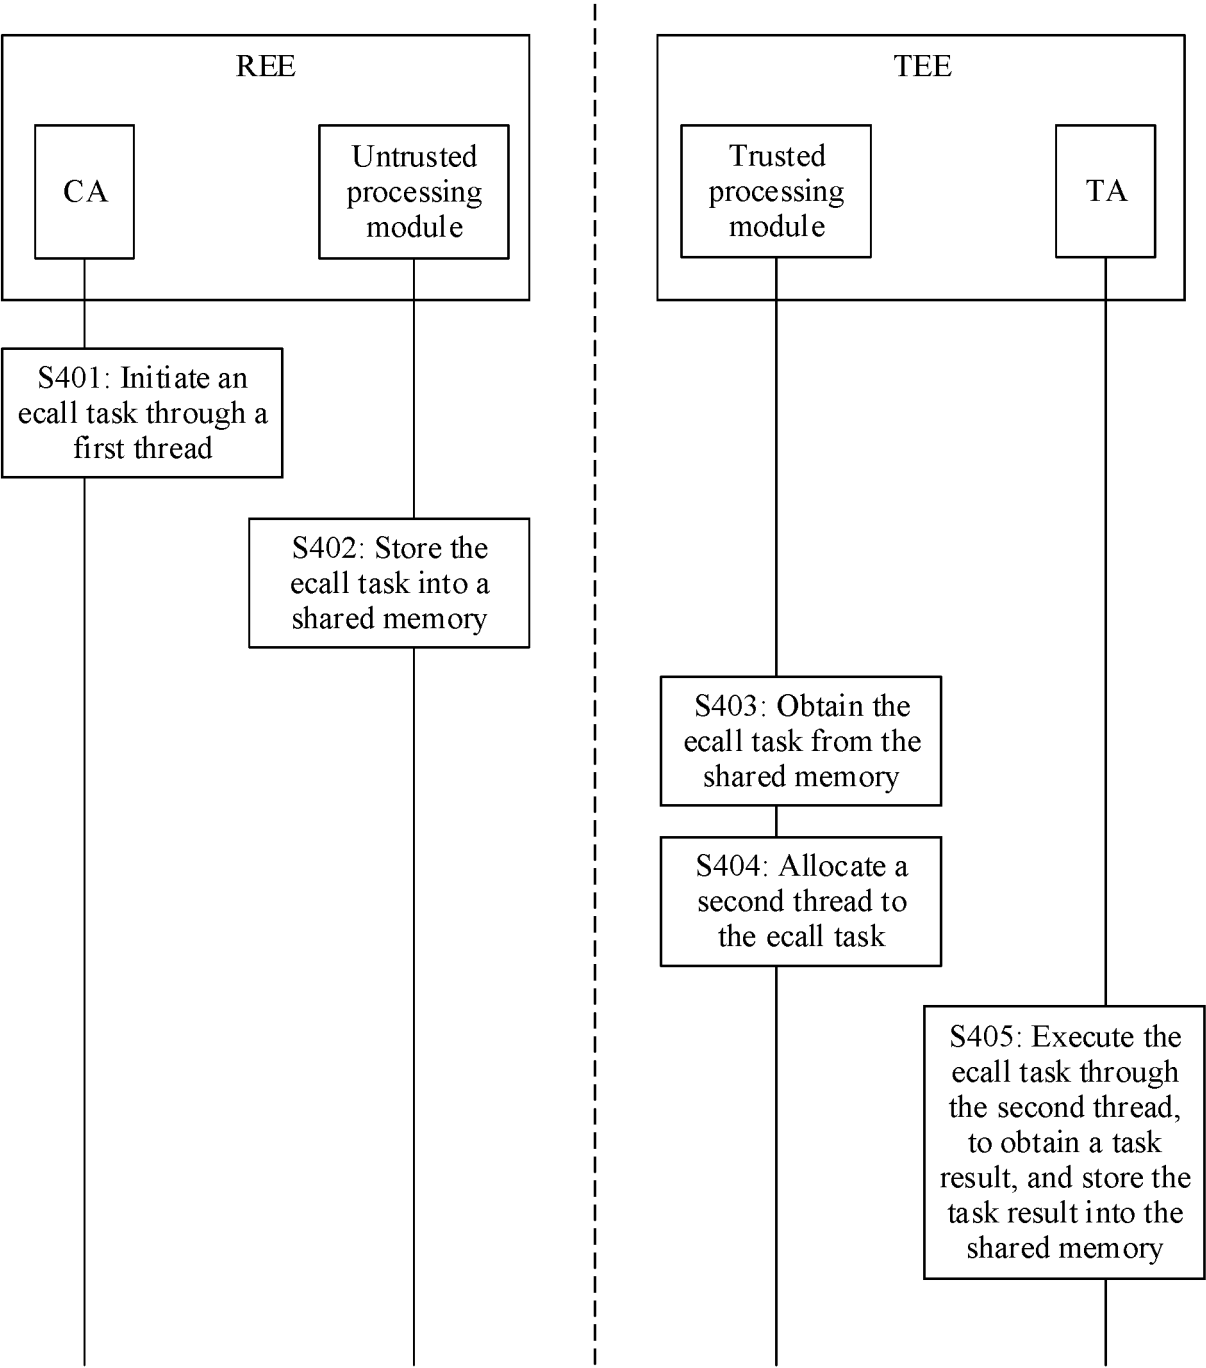 REE
TEE
CA
Untrusted
processing
module
Trusted
processing
module
TA
S401: Initiate an
ecall task through a
first thread
S402: Store the
ecall task into a
shared memory
S403: Obtain the
ecall task from the
shared memory
S404: Allocate a
second thread to
the ecall task
S405: Execute the
ecall task through
the second thread,
to obtain a task
result, and store the
task result into the
shared memory